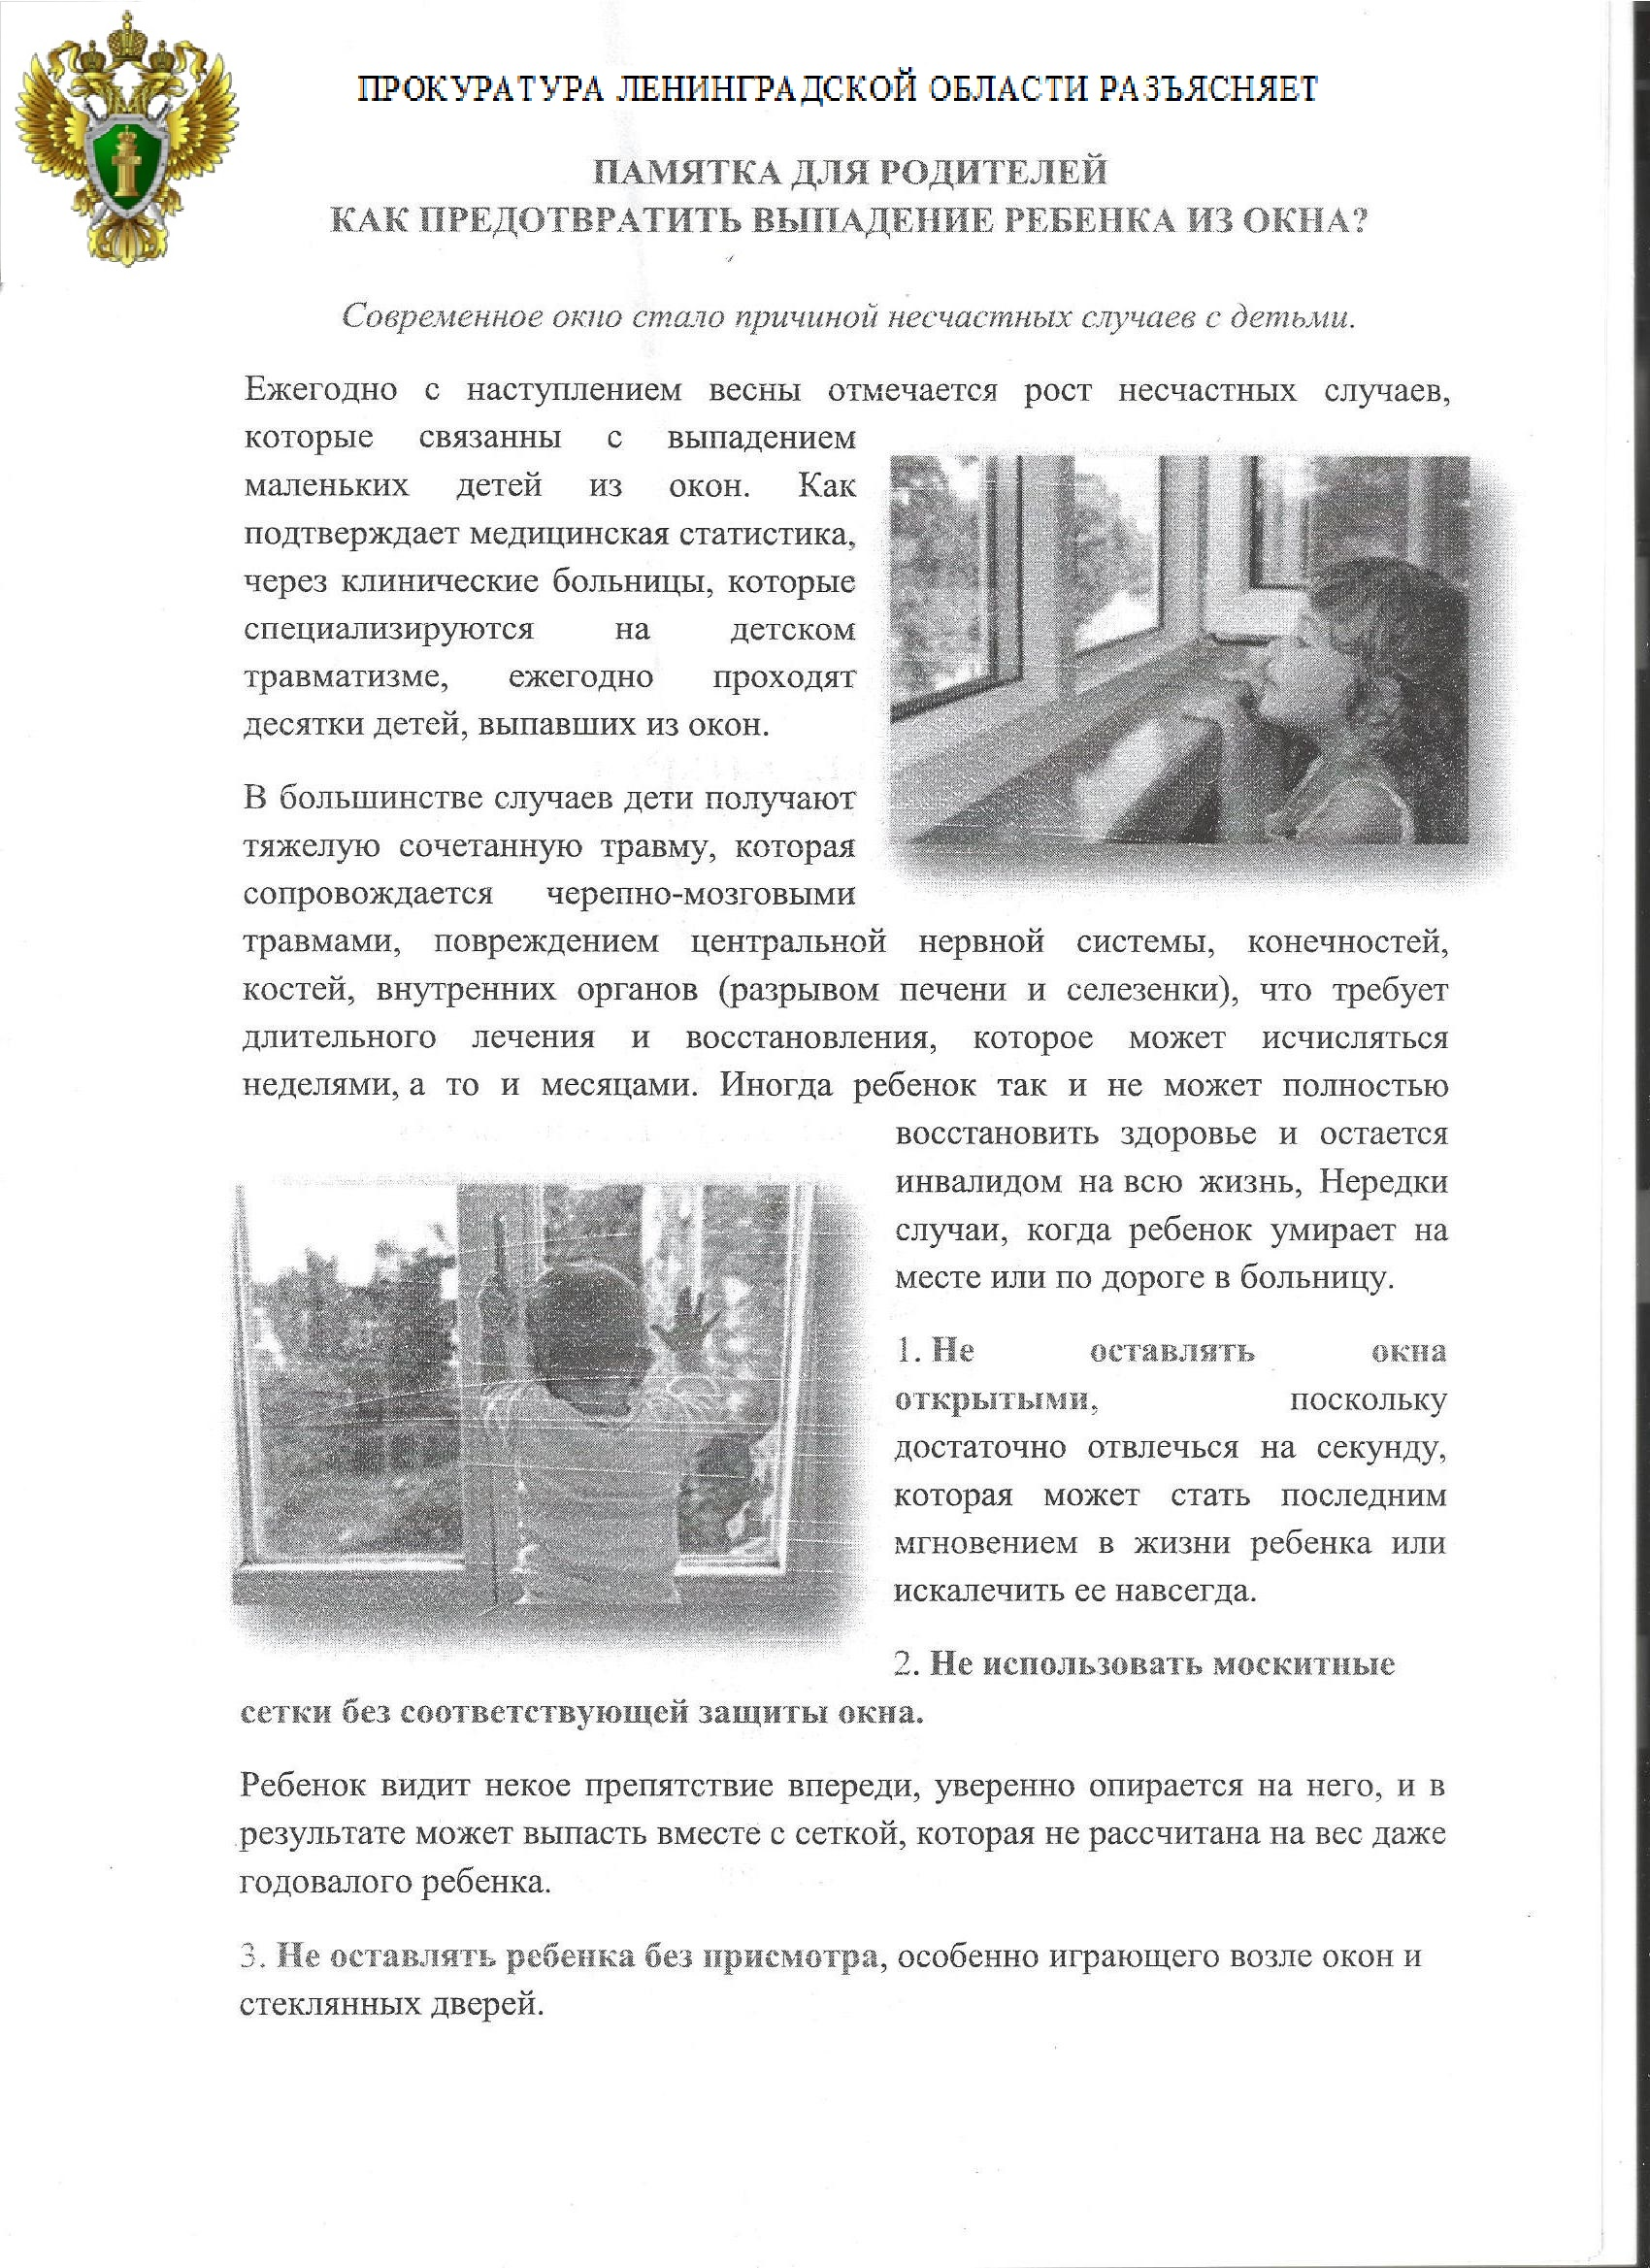 ПРОКУРАТУРА ЛЕНИНГРАДСКОЙ ОБЛАСТИ РАЗЪЯСНЯЕТ
ПАМЯТКА ДЛЯ РОДИТЕЛЕЙ
КАК ПРЕДОТВРАТИТЬ ВЫПАДЕНИЕ РЕБЕНКА ИЗ ОКНА?
Современное окно стало причиной несчастных случаев с детьми.
Ежегодно с наступлением весны отмечается рост несчастных случаев,
которые связанны с выпадением
маленьких детей из окон. Как
подтверждает медицинская статистика,
через клинические больницы, которые
специализируются на детском
травматизме, ежегодно проходят
десятки детей, выпавших из окон.
В большинстве случаев дети получают
тяжелую сочетанную травму, которая
сопровождается черепно-мозговыми
травмами, повреждением центральной нервной системы, конечностей,
костей, внутренних органов (разрывом печени и селезенки), что требует
длительного лечения и восстановления, которое может исчисляться
неделями, а то и месяцами. Иногда ребенок так и не может полностью
восстановить здоровье и остается
инвалидом на всю жизнь, Нередки
случаи, когда ребенок умирает на
месте или по дороге в больницу.
1. Не оставлять окна
открытыми, поскольку
достаточно отвлечься на секунду,
которая может стать последним
мгновением в жизни ребенка или
искалечить ее навсегда.
2. Не использовать москитные
сетки без соответствующей защиты окна.
Ребенок видит некое препятствие впереди, уверенно опирается на него, и в
результате может выпасть вместе с сеткой, которая не рассчитана на вес даже
годовалого ребенка.
3. Не оставлять ребенка без присмотра, особенно играющего возле окон и
стеклянных дверей.